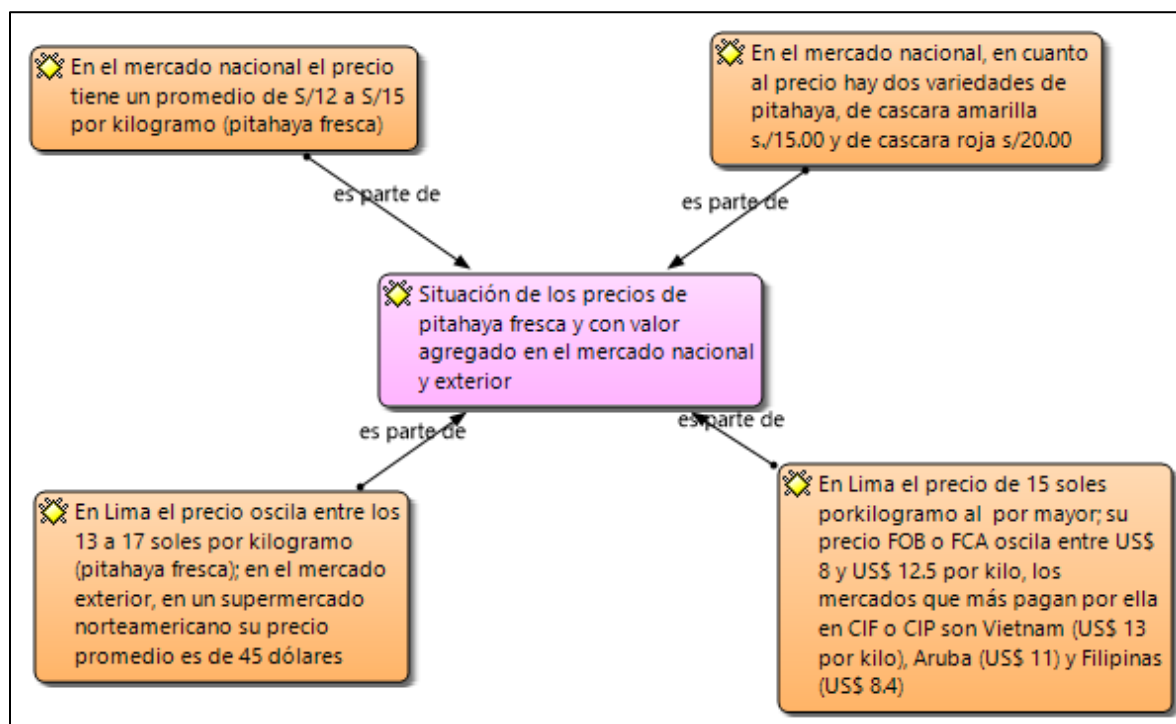 En el mercado nacional el precio
tiene un promedio de S/12 a S/15
por kilogramo (pitahaya fresca)
En el mercado nacional, en cuanto
al precio hay dos variedades de
pitahaya, de cascara amarilla
s./15.00 y de cascara roja s/20.00
es parte de
es parte de
Situación de los precios de
pitahaya fresca y con valor
agregado en el mercado nacional
y exterior
es parte de
es parte de
En Lima el precio oscila entre los
13 a 17 soles por kilogramo
(pitahaya fresca); en el mercado
exterior, en un supermercado
norteamericano su precio
promedio es de 45 dólares
En Lima el precio de 15 soles
porkilogramo al  por mayor; su
precio FOB o FCA oscila entre US$
8 y US$ 12.5 por kilo, los
mercados que más pagan por ella
en CIF o CIP son Vietnam (US$ 13
por kilo), Aruba (US$ 11) y Filipinas
(US$ 8.4)